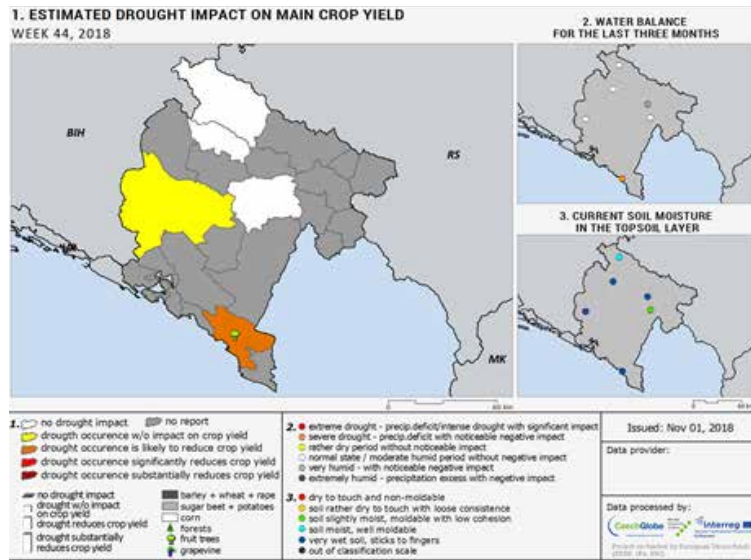 1. ESTIMATED DROUGHT IMPACT ON MAIN CROP YIELD
WEEK 44, 2018
2. WATER BALANCE
FOR THE LAST THREE MONTHS
BIH
RS
3. CURRENT SOIL MOISTURE
IN THE TOPSOIL LAYER
MK
1. no drought impact no report
drougth occurence w/o impact on crop yield
drought occurence is likely to reduce crop yield
drought occurence significantly reduces crop yield
drought occurence substantially reduces crop yield
no drought impact
drought w/o impact
on crop yield
drought reduces crop yield
drought substantially
reduces crop yield
barley + wheat + rape
sugar beet + potatoes
corn
forests
fruit trees
grapevine
2. extreme drought - precip.deficit/intense drought with significant impact
severe drought - precip.deficit with noticeable negative impact
rather dry period without noticeable impact
normal state / moderate humid period without negative impact
very humid - with noticeable negative impact
extremely humid - precipitation excess with negative impact
3. dry to touch and non-moldable
soil rather dry to touch with loose consistence
soil slightly moist, moldable with low cohesion
soil moist, well moldable
very wet soil, sticks to fingers
out of classification scale
Issued: Nov 01, 2018
Data provider:
Data processed by:
CzechGlobe
Interreg